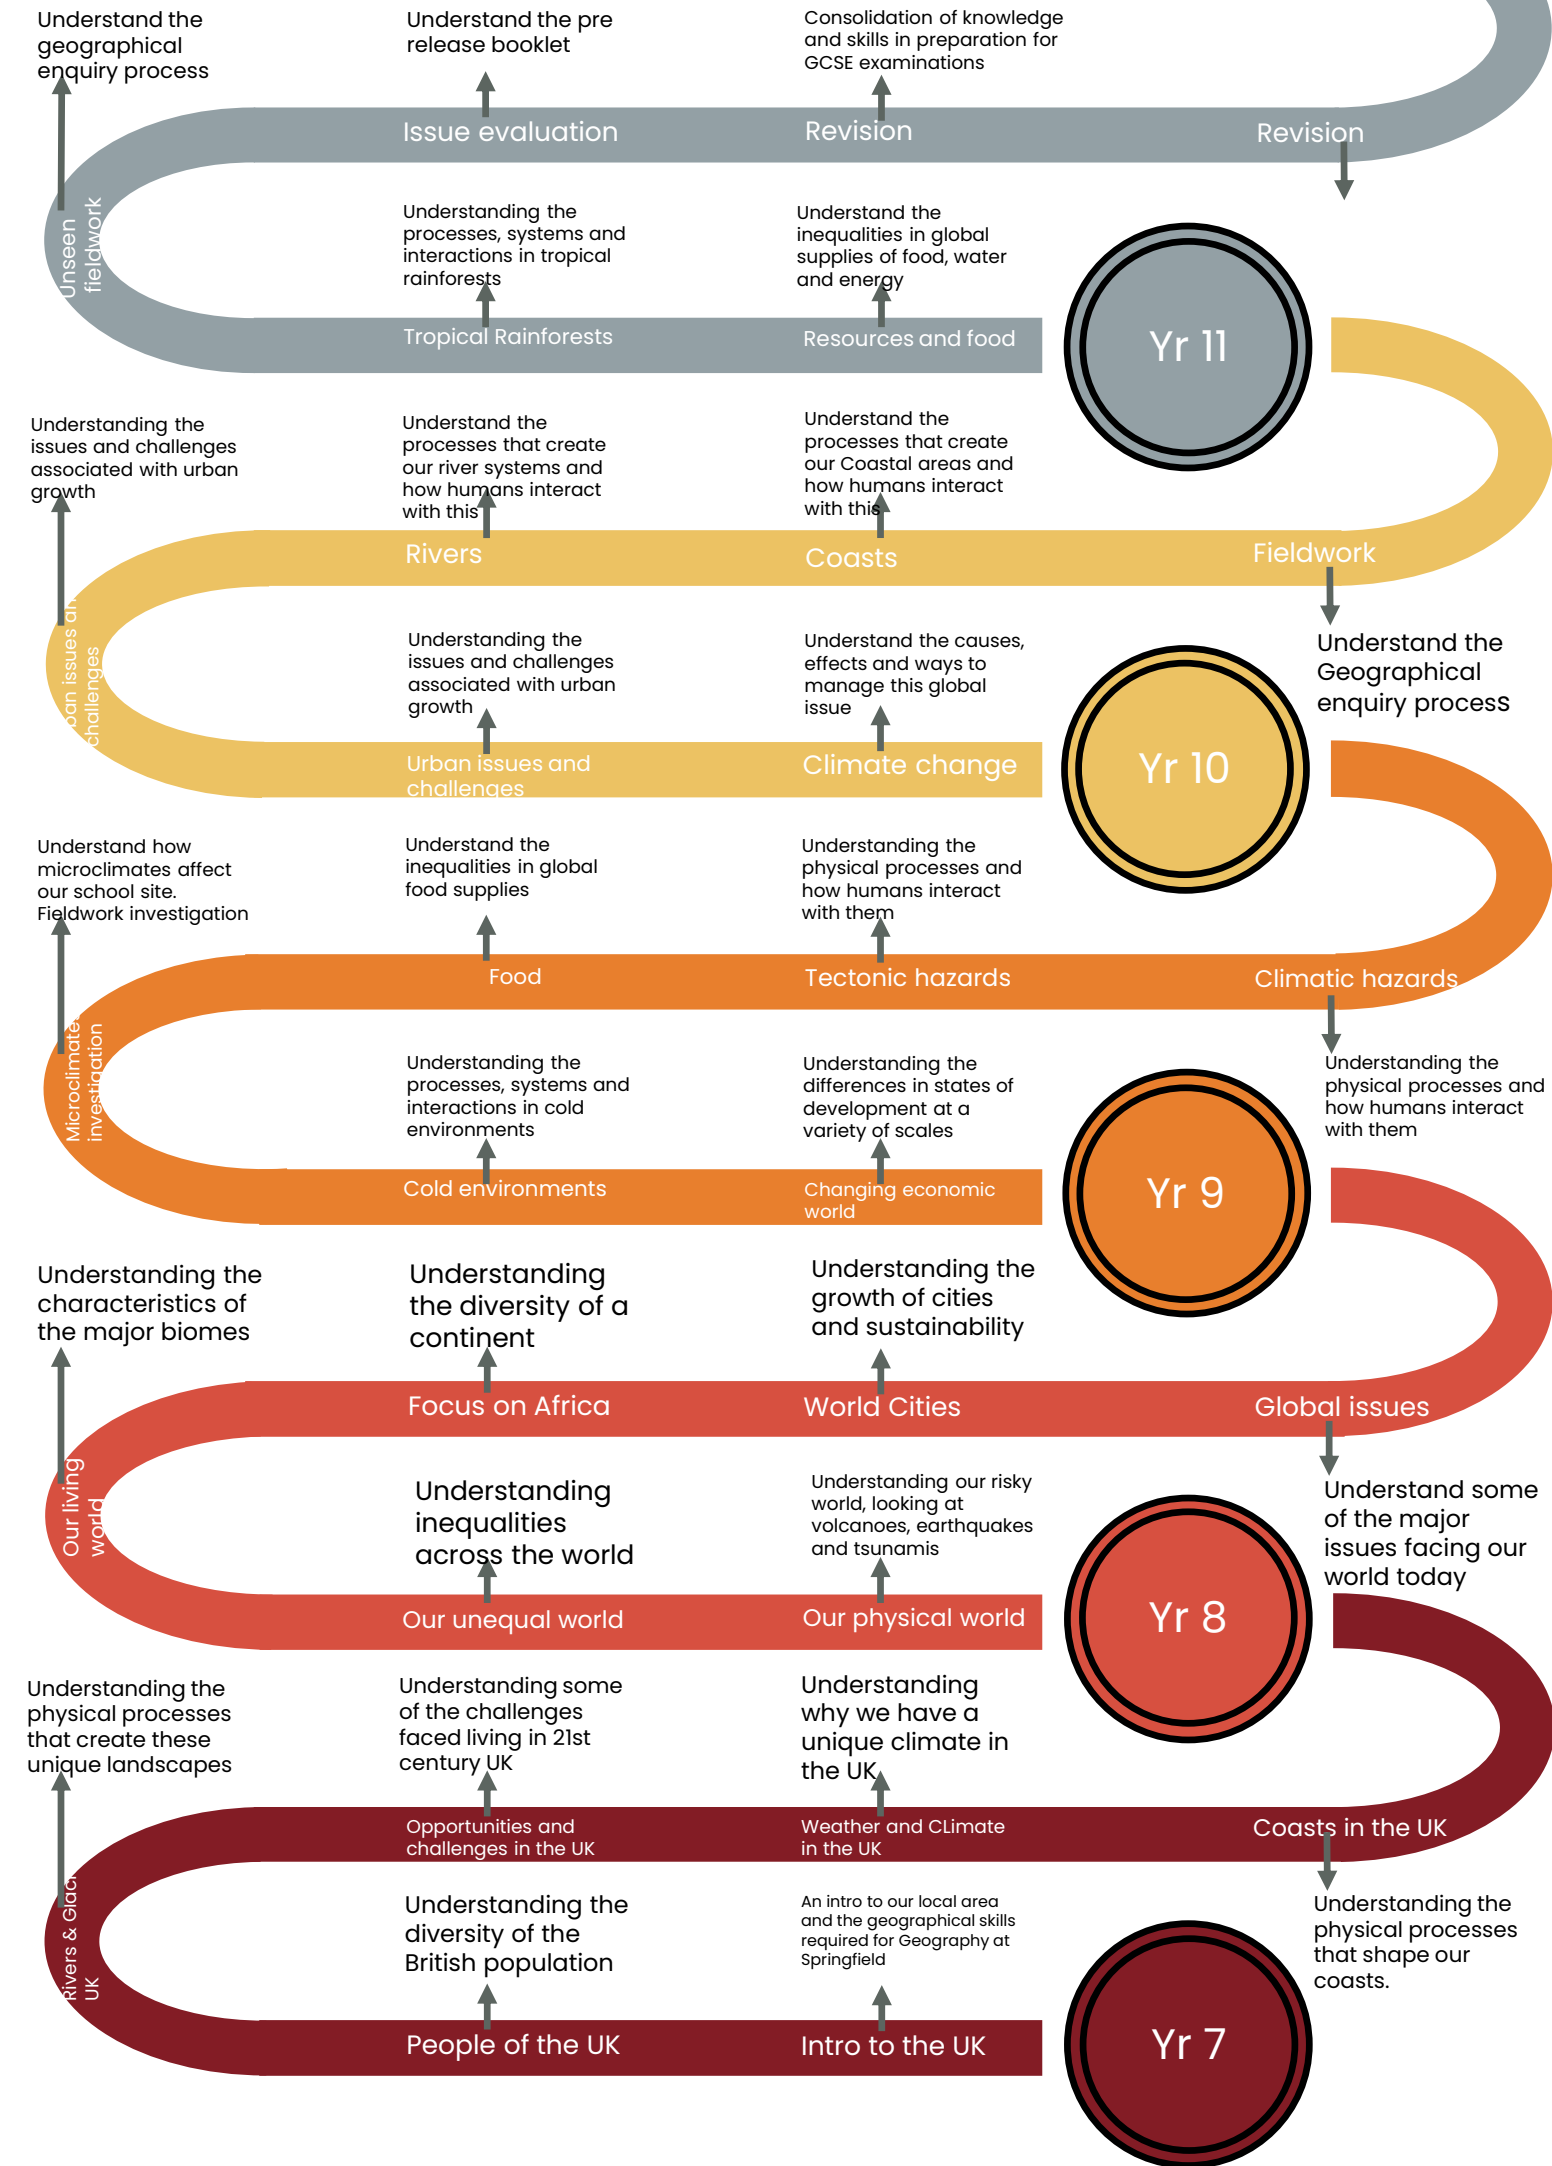 Understand the
geographical
enquiry process
Understand the pre
release booklet
Consolidation of knowledge
and skills in preparation for
GCSE examinations
Issue evaluation
Revision
Revision
Unseen
fieldwork
Understanding the
processes, systems and
interactions in tropical
rainforests
Understand the
inequalities in global
supplies of food, water
and energy
Tropical Rainforests
Resources and food
Yr 11
Understanding the
issues and challenges
associated with urban
growth
Understand the
processes that create
our river systems and
how humans interact
with this
Understand the
processes that create
our Coastal areas and
how humans interact
with this
Rivers
Coasts
Fieldwork
issues
challenges
Understanding the
issues and challenges
associated with urban
growth
Understand the causes,
effects and ways to
manage this global
issue
Understand the
Geographical
enquiry process
Urban issues and
challenges
Climate change
Yr 10
Understand how
microclimates affect
our school site.
Fieldwork investigation
Understand the
inequalities in global
food supplies
Understanding the
physical processes and
how humans interact
with them
Food
Tectonic hazards
Climatic hazards
Microclimates
investigation
Understanding the
processes, systems and
interactions in cold
environments
Understanding the
differences in states of
development at a
variety of scales
Understanding the
physical processes and
how humans interact
with them
Cold environments
Changing economic
world
Yr 9
Understanding the
characteristics of
the major biomes
Understanding
the diversity of a
continent
Understanding the
growth of cities
and sustainability
Focus on Africa
World Cities
Global issues
Our living
world
Understanding
inequalities
across the world
Understanding our risky
world, looking at
volcanoes, earthquakes
and tsunamis
Understand some
of the major
issues facing our
world today
Our unequal world
Our physical world
Yr 8
Understanding the
physical processes
that create these
unique landscapes
Understanding some
of the challenges
faced living in 21st
century UK
Understanding
why we have a
unique climate in
the UK
Opportunities and
challenges in the UK
Weather and CLimate
in the UK
Coasts in the UK
Rivers &
UK
Understanding the
diversity of the
British population
An intro to our local area
and the geographical skills
required for Geography at
Springfield
Understanding the
physical processes
that shape our
coasts.
People of the UK
Intro to the UK
Yr 7